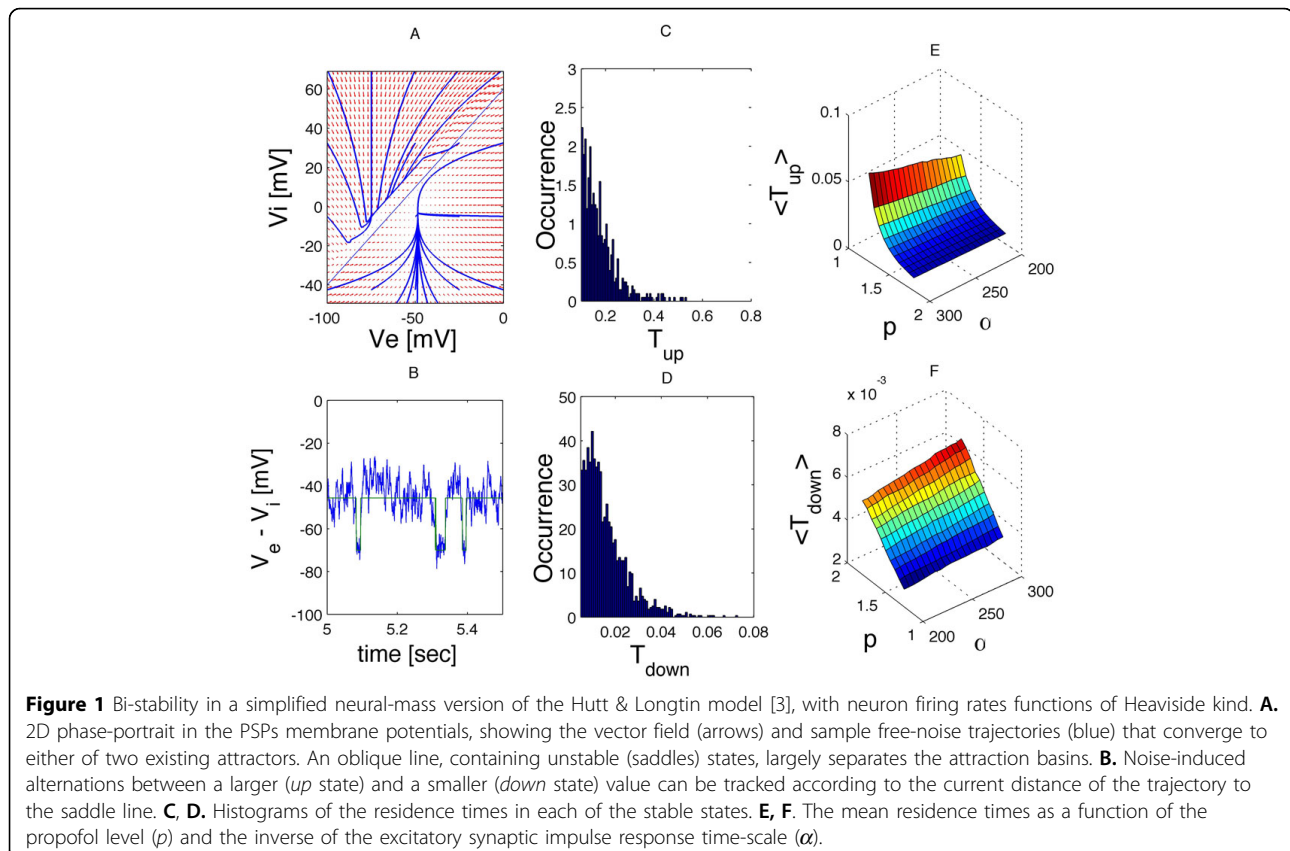 A
Vi [mV]
60
40
20
0
-20
-40
-100
-50
0
Ve [mV]
C
Occurrence
3
2.5
2
1.5
1
0.5
0
0.2
0.4
0.6
0.8
T_up
E
<T_up>
0.1
0.05
0
1
1.5
2
p
300
250
200
α
B
V_e - V_i [mV]
0
-20
-40
-60
-80
-100
5
5.2
5.4
time [sec]
D
Occurrence
50
40
30
20
10
0
0.02
0.04
0.06
0.08
T_down
F
x 10^-3
<T_down>
8
6
4
2
2
1.5
1
p
200
250
300
α
Figure 1 Bi-stability in a simplified neural-mass version of the Hutt & Longtin model [3], with neuron firing rates functions of Heaviside kind. A.
2D phase-portrait in the PSPs membrane potentials, showing the vector field (arrows) and sample free-noise trajectories (blue) that converge to
either of two existing attractors. An oblique line, containing unstable (saddles) states, largely separates the attraction basins. B. Noise-induced
alternations between a larger (up state) and a smaller (down state) value can be tracked according to the current distance of the trajectory to
the saddle line. C, D. Histograms of the residence times in each of the stable states. E, F. The mean residence times as a function of the
propofol level (p) and the inverse of the excitatory synaptic impulse response time-scale (α).